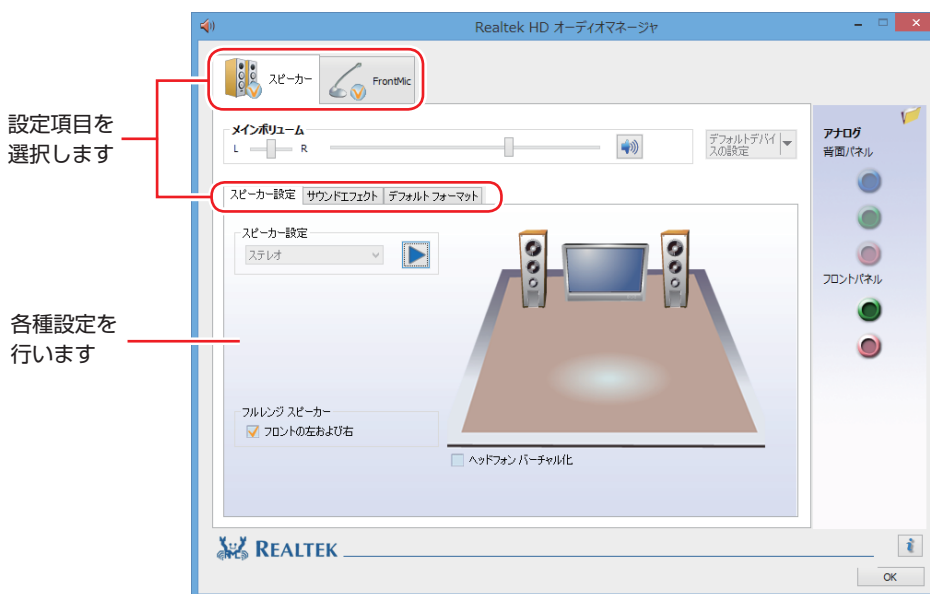 Realtek HD オーディオマネージャ
スピーカー
FrontMic
設定項目を
選択します
メインボリューム
L
R
デフォルトデバイ
スの設定
アナログ
背面パネル
スピーカー設定
サウンドエフェクト
デフォルト フォーマット
スピーカー設定
ステレオ
フロントパネル
各種設定を
行います
フルレンジ スピーカー
フロントの左および右
ヘッドフォン バーチャル化
REALTEK
i
OK